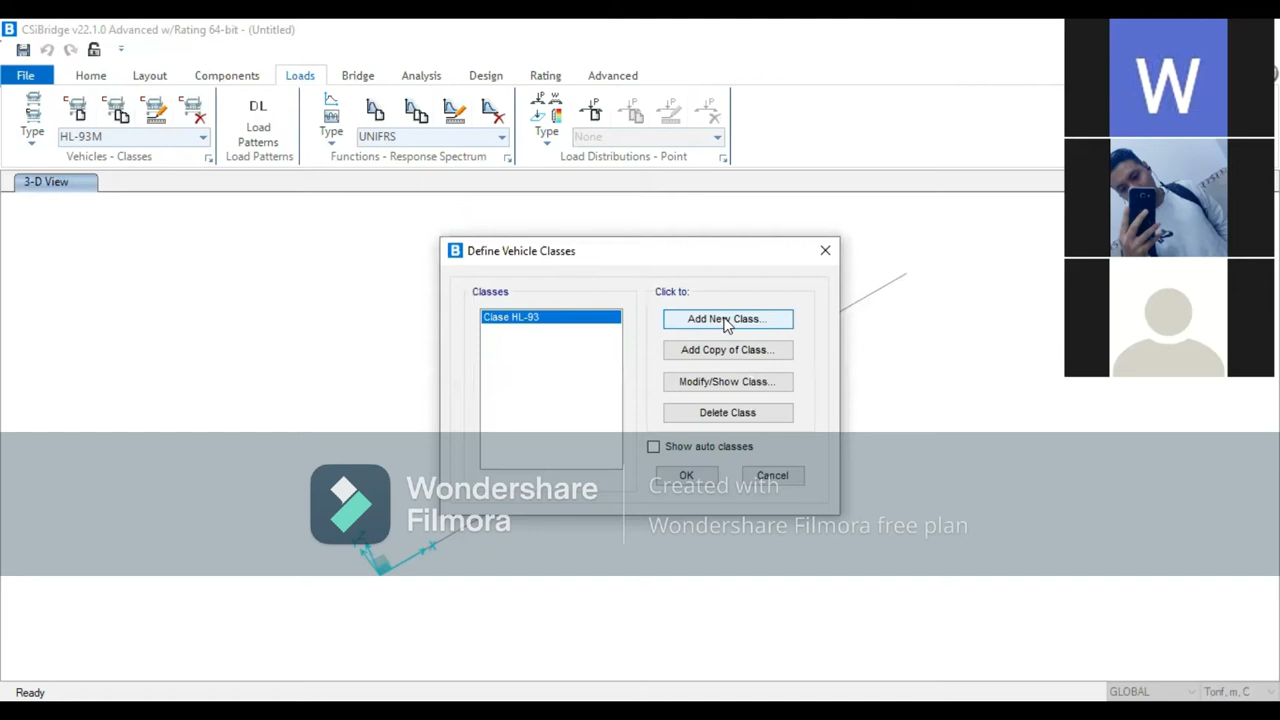 CSiBridge v22.1.0 Advanced w/Rating 64-bit - (Untitled)
File Home Layout Components Loads Bridge Analysis Design Rating Advanced
Type
HL-93M
Vehicles - Classes
DL
Load
Patterns
Load Patterns
Type
UNIFRS
Functions - Response Spectrum
Type
None
Load Distributions - Point
3-D View
Define Vehicle Classes
Classes
Clase HL-93
Click to:
Add New Class...
Add Copy of Class...
Modify/Show Class...
Delete Class
Show auto classes
OK
Cancel
Wondershare
Filmora
Created with
Wondershare Filmora free plan
W
Ready
GLOBAL
Tonf, m, C